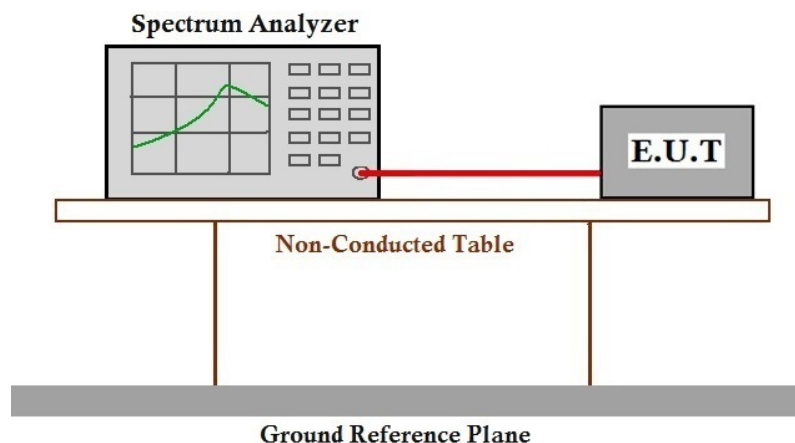 Spectrum Analyzer
E.U.T
Non-Conducted Table
Ground Reference Plane